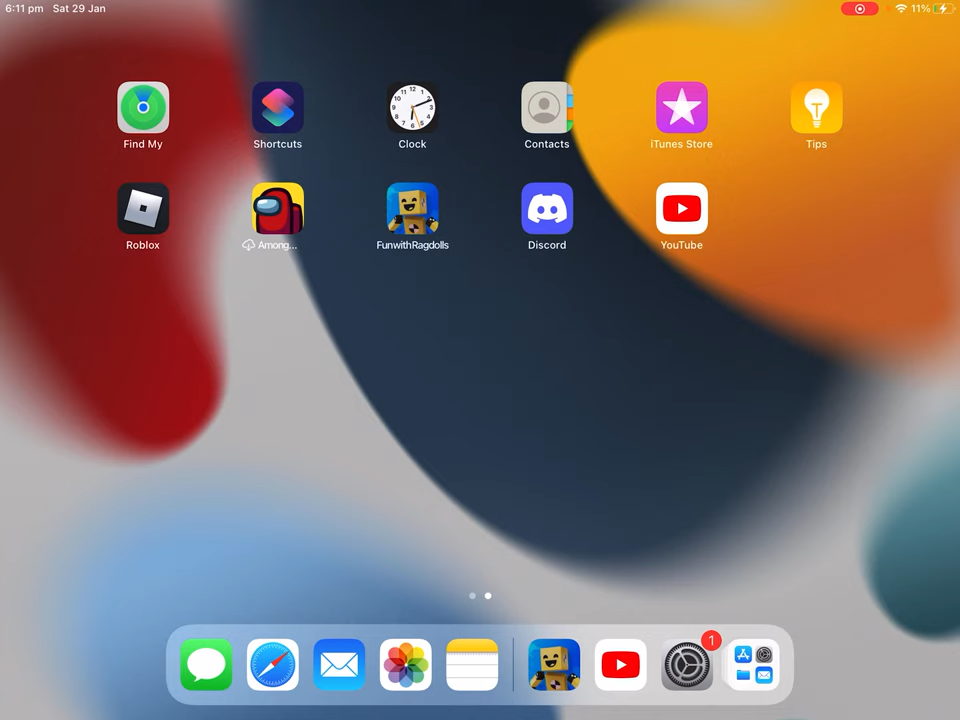 6:11 pm Sat 29 Jan
11%
Find My
Shortcuts
Clock
Contacts
iTunes Store
Tips
Roblox
Among...
FunwithRagdolls
Discord
YouTube
1